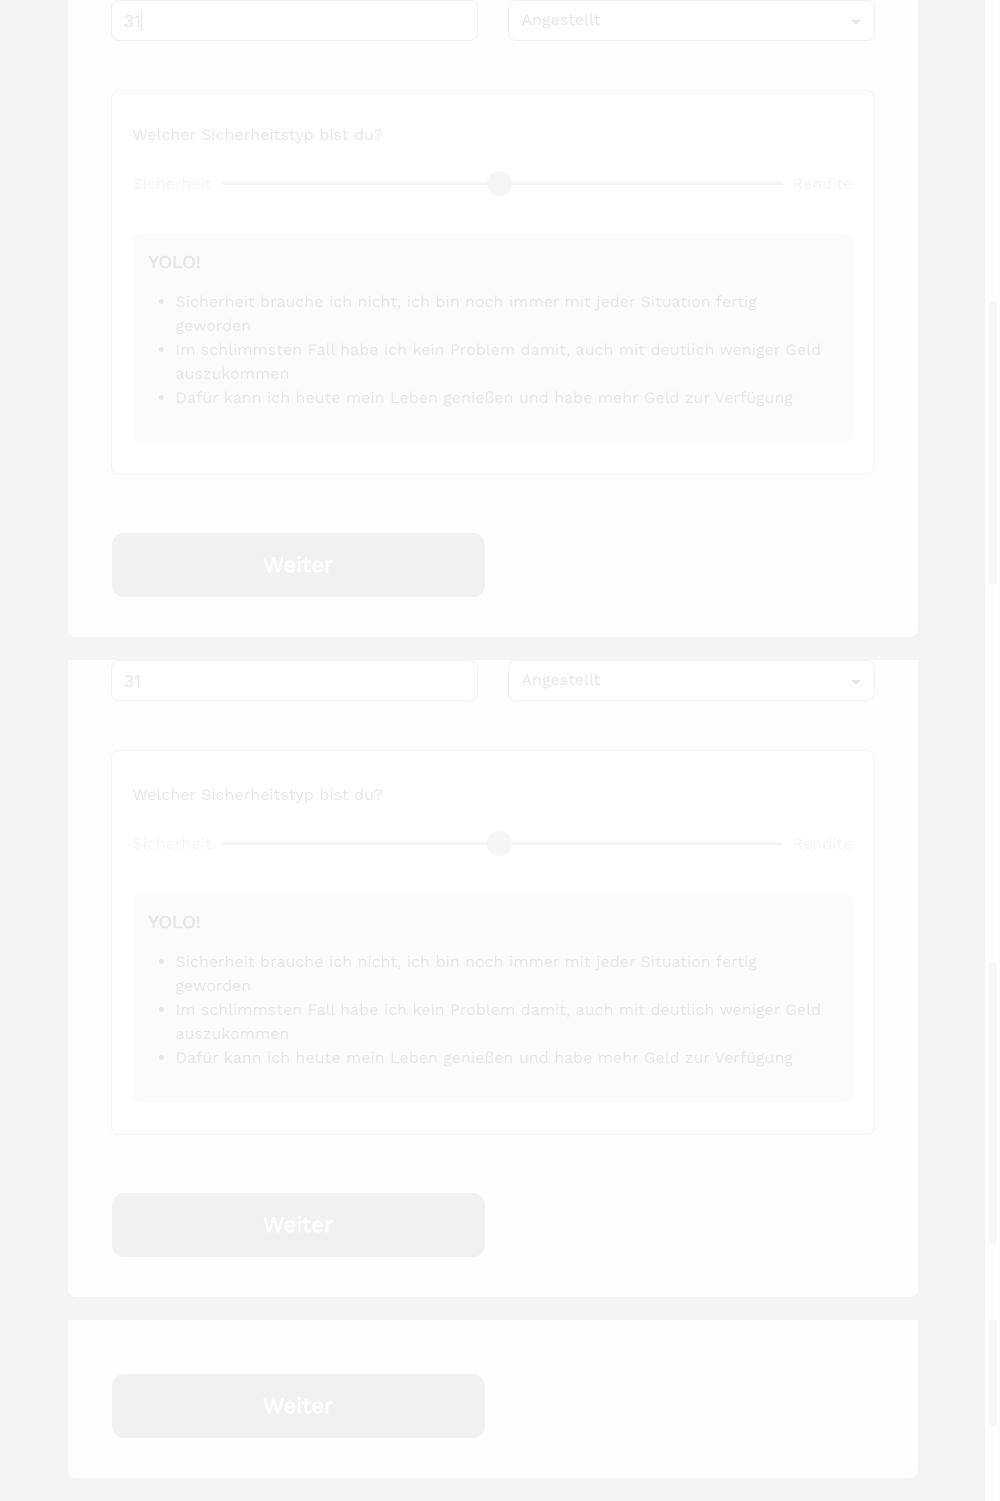 31 Angestellt
Welcher Sicherheitstyp bist du?
Sicherheit Rendite
YOLO!
• Sicherheit brauche ich nicht, ich bin noch immer mit jeder Situation fertig
geworden
• Im schlimmsten Fall habe ich kein Problem damit, auch mit deutlich weniger Geld
auszukommen
• Dafür kann ich heute mein Leben genießen und habe mehr Geld zur Verfügung
Weiter
31 Angestellt
Welcher Sicherheitstyp bist du?
Sicherheit Rendite
YOLO!
• Sicherheit brauche ich nicht, ich bin noch immer mit jeder Situation fertig
geworden
• Im schlimmsten Fall habe ich kein Problem damit, auch mit deutlich weniger Geld
auszukommen
• Dafür kann ich heute mein Leben genießen und habe mehr Geld zur Verfügung
Weiter
Weiter